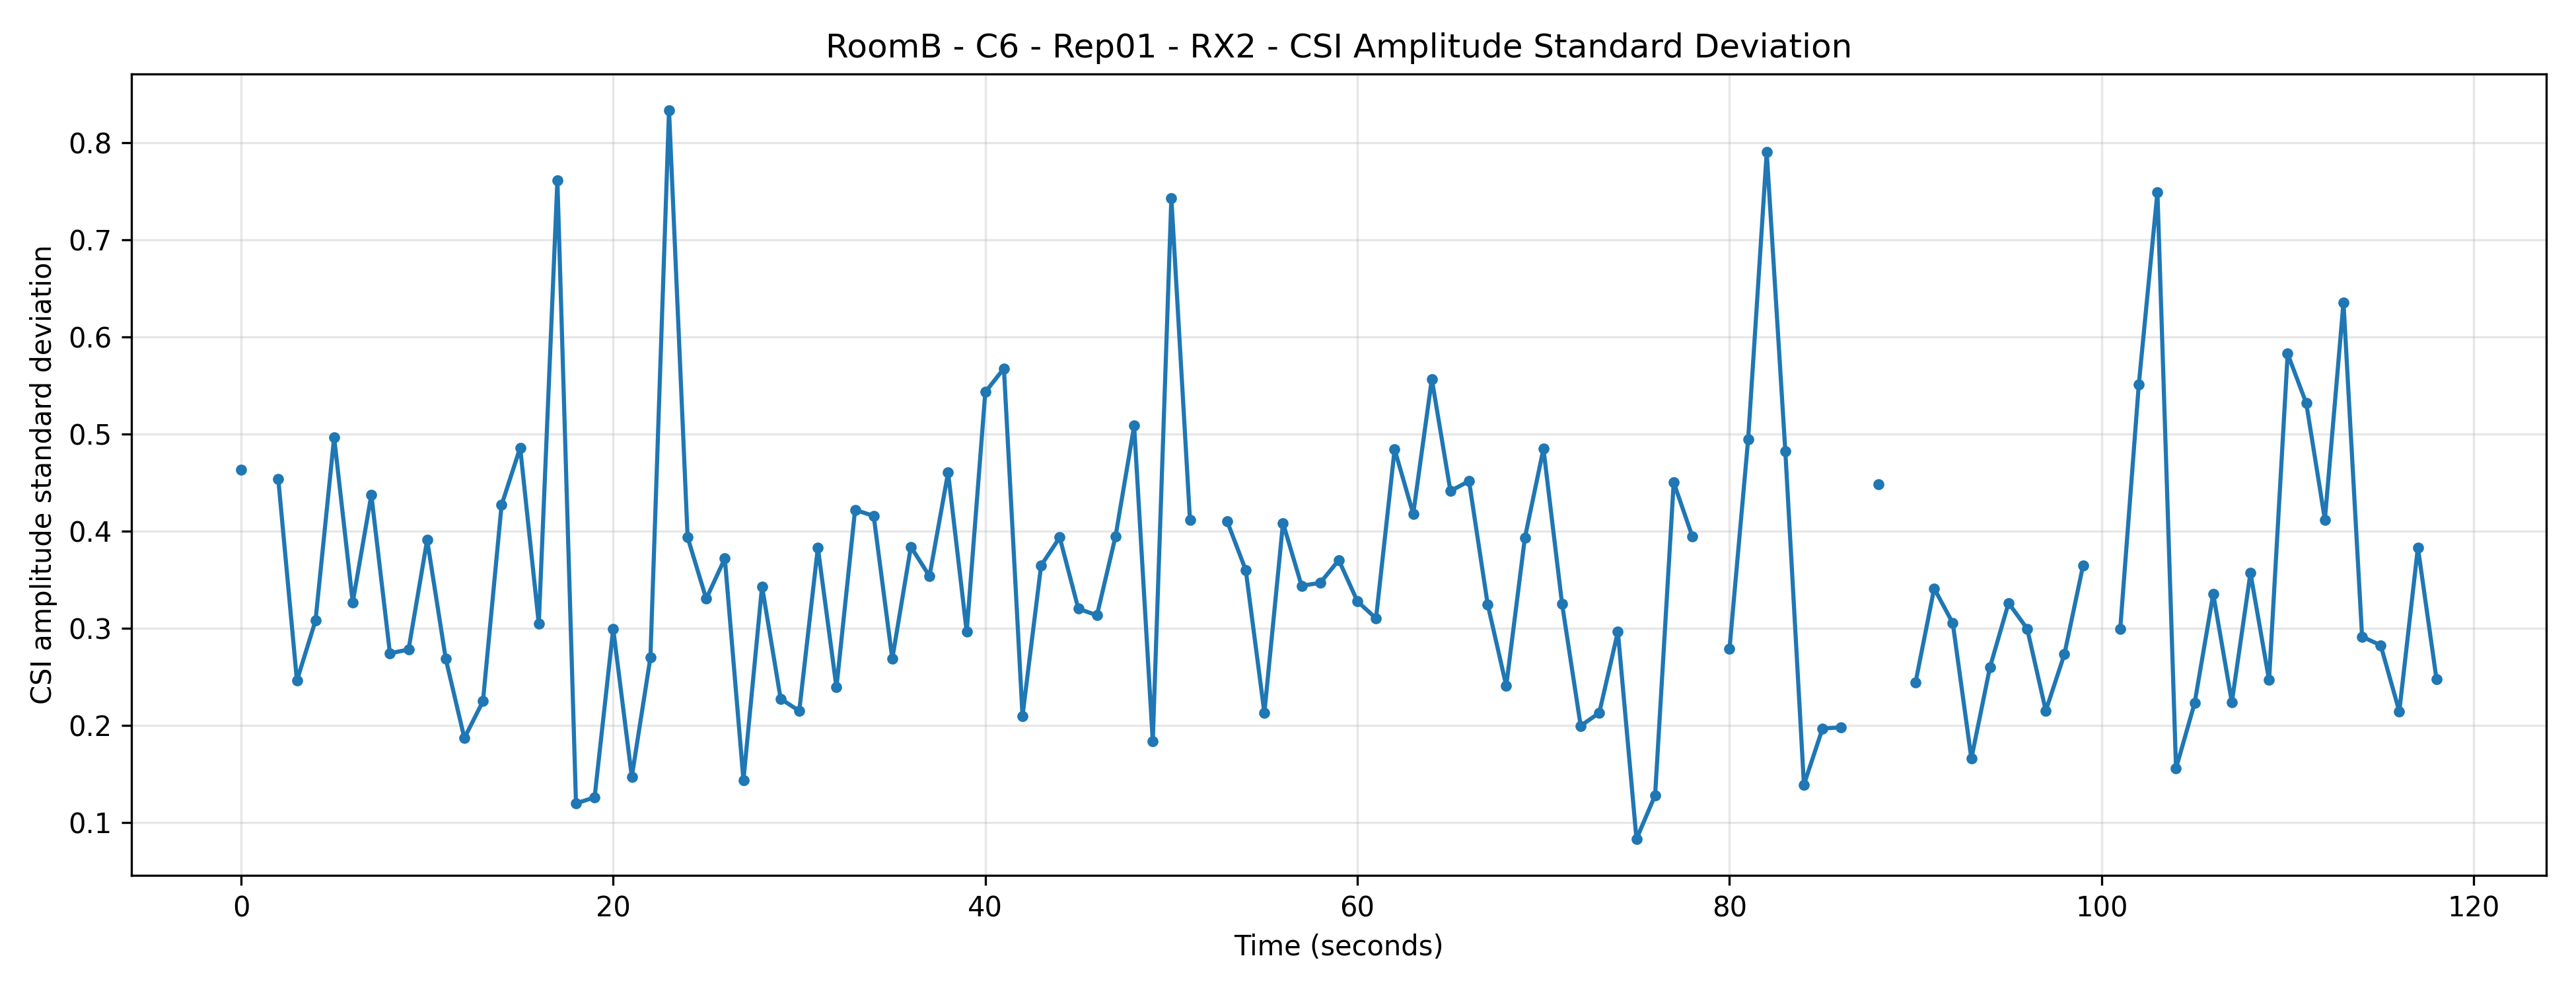 RoomB - C6 - Rep01 - RX2 - CSI Amplitude Standard Deviation
CSI amplitude standard deviation
0.8
0.7
0.6
0.5
0.4
0.3
0.2
0.1
0 20 40 60 80 100 120
Time (seconds)